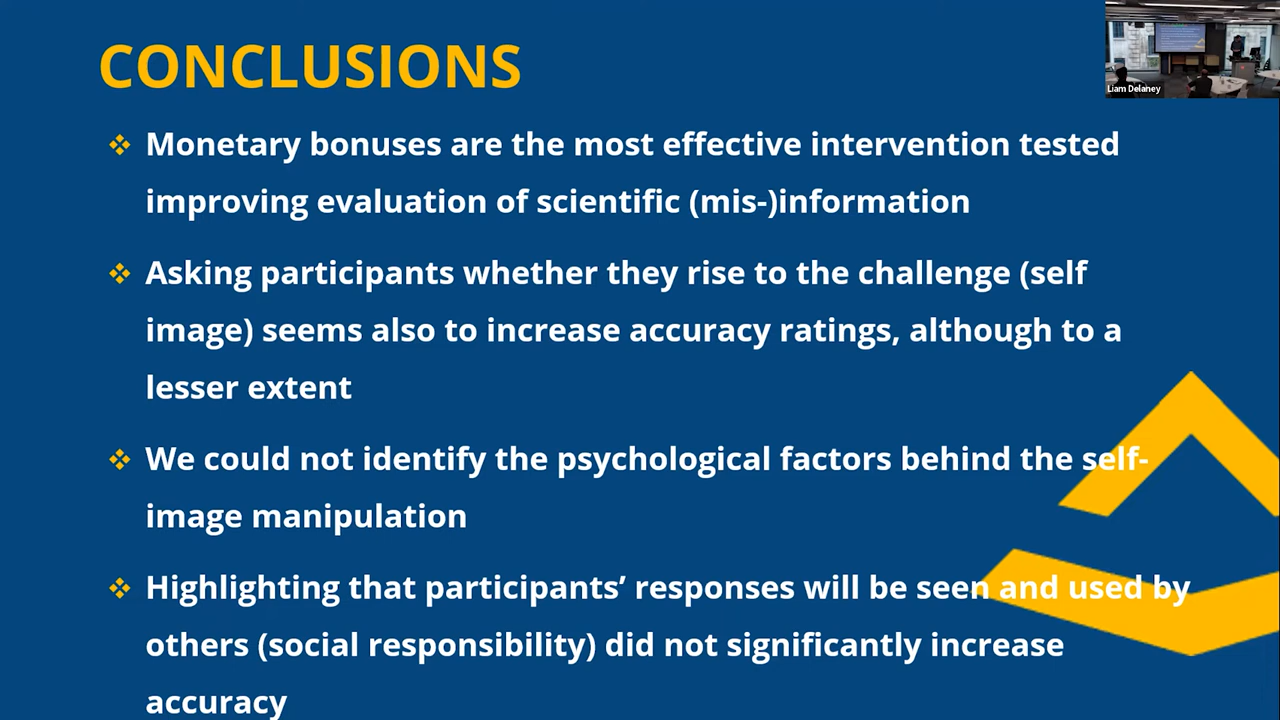 CONCLUSIONS
Liam Delaney
❖ Monetary bonuses are the most effective intervention tested
improving evaluation of scientific (mis-)information
❖ Asking participants whether they rise to the challenge (self
image) seems also to increase accuracy ratings, although to a
lesser extent
❖ We could not identify the psychological factors behind the self-
image manipulation
❖ Highlighting that participants’ responses will be seen and used by
others (social responsibility) did not significantly increase
accuracy